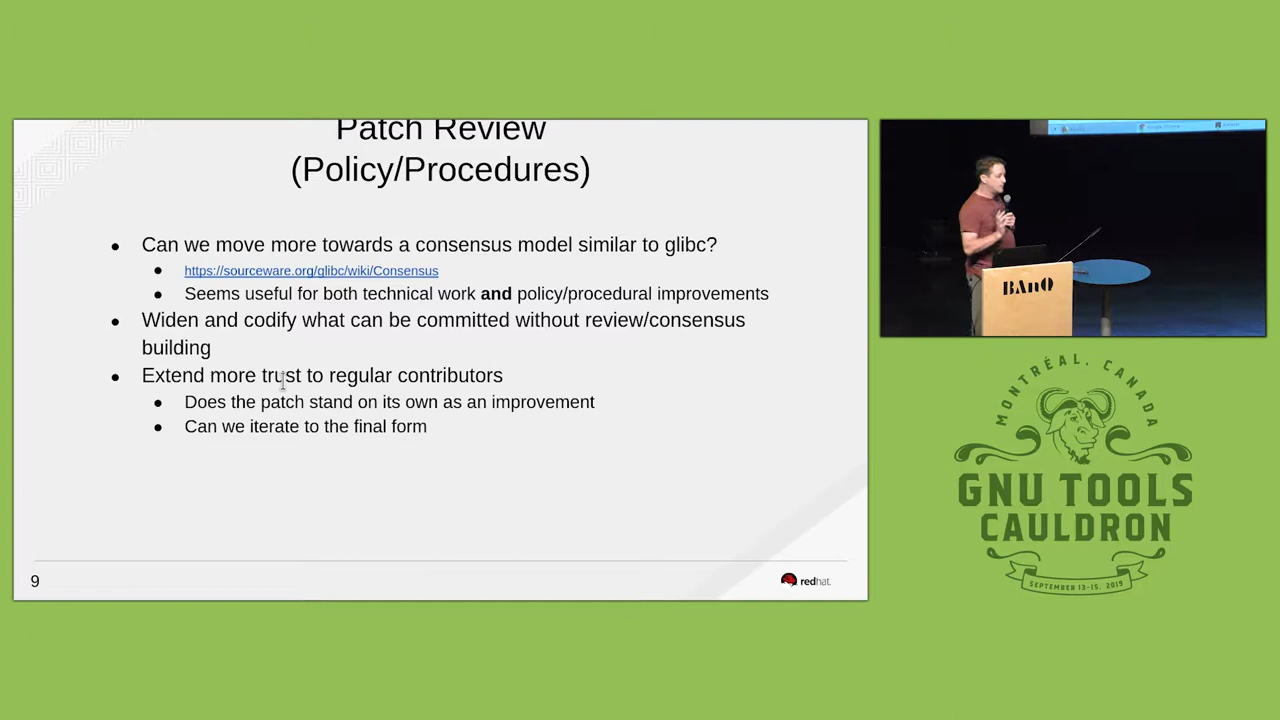 Patch Review
(Policy/Procedures)
● Can we move more towards a consensus model similar to glibc?
● https://sourceware.org/glibc/wiki/Consensus
● Seems useful for both technical work and policy/procedural improvements
● Widen and codify what can be committed without review/consensus
building
● Extend more trust to regular contributors
● Does the patch stand on its own as an improvement
● Can we iterate to the final form
9
redhat.
BAnQ
MONTRÉAL, CANADA
GNU TOOLS
CAULDRON
SEPTEMBER 13-15, 2019